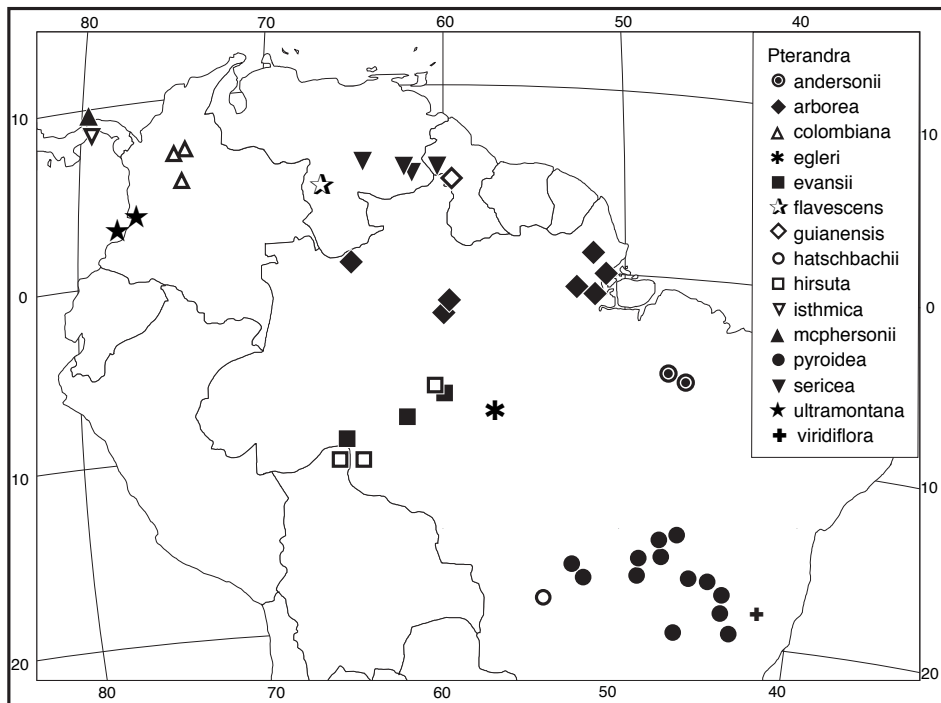 80 70 60 50 40
Pterandra
andersonii
arborea
colombiana
egleri
evansii
flavescens
guianensis
hatschbachii
hirsuta
isthmica
mcphersonii
pyroidea
sericea
ultramontana
viridiflora
10 10
0 0
10 10
20 20
80 70 60 50 40